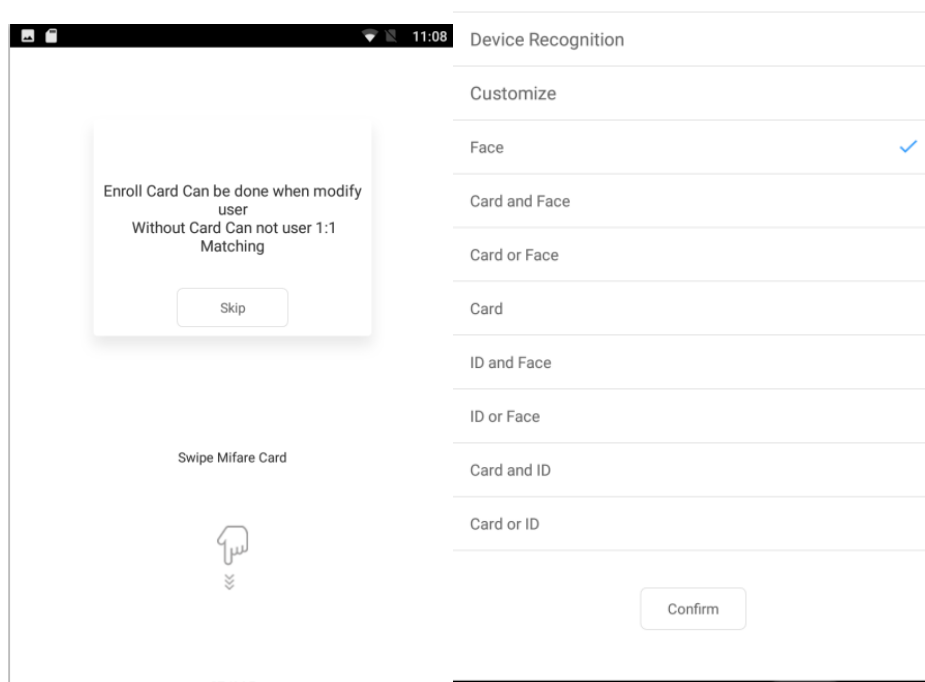 11:08
Enroll Card Can be done when modify
user
Without Card Can not user 1:1
Matching
Skip
Swipe Mifare Card
Device Recognition
Customize
Face
Card and Face
Card or Face
Card
ID and Face
ID or Face
Card and ID
Card or ID
Confirm